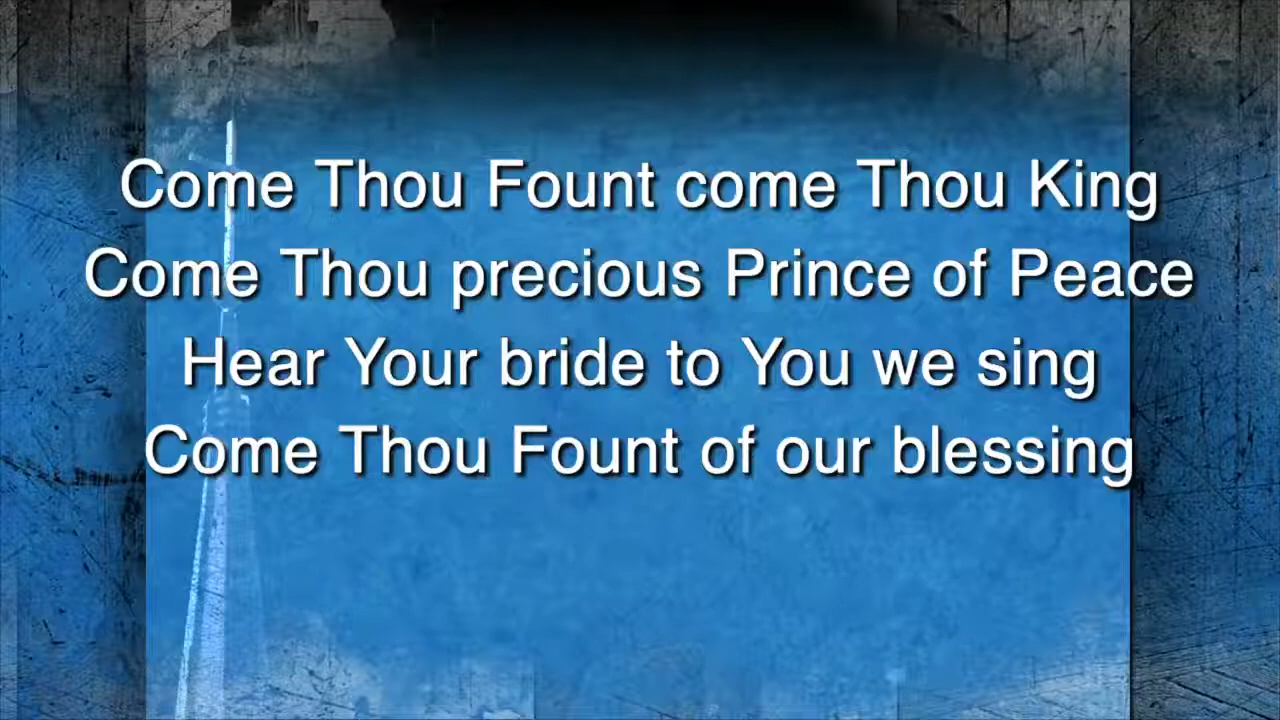 Come Thou Fount come Thou King
Come Thou precious Prince of Peace
Hear Your bride to You we sing
Come Thou Fount of our blessing